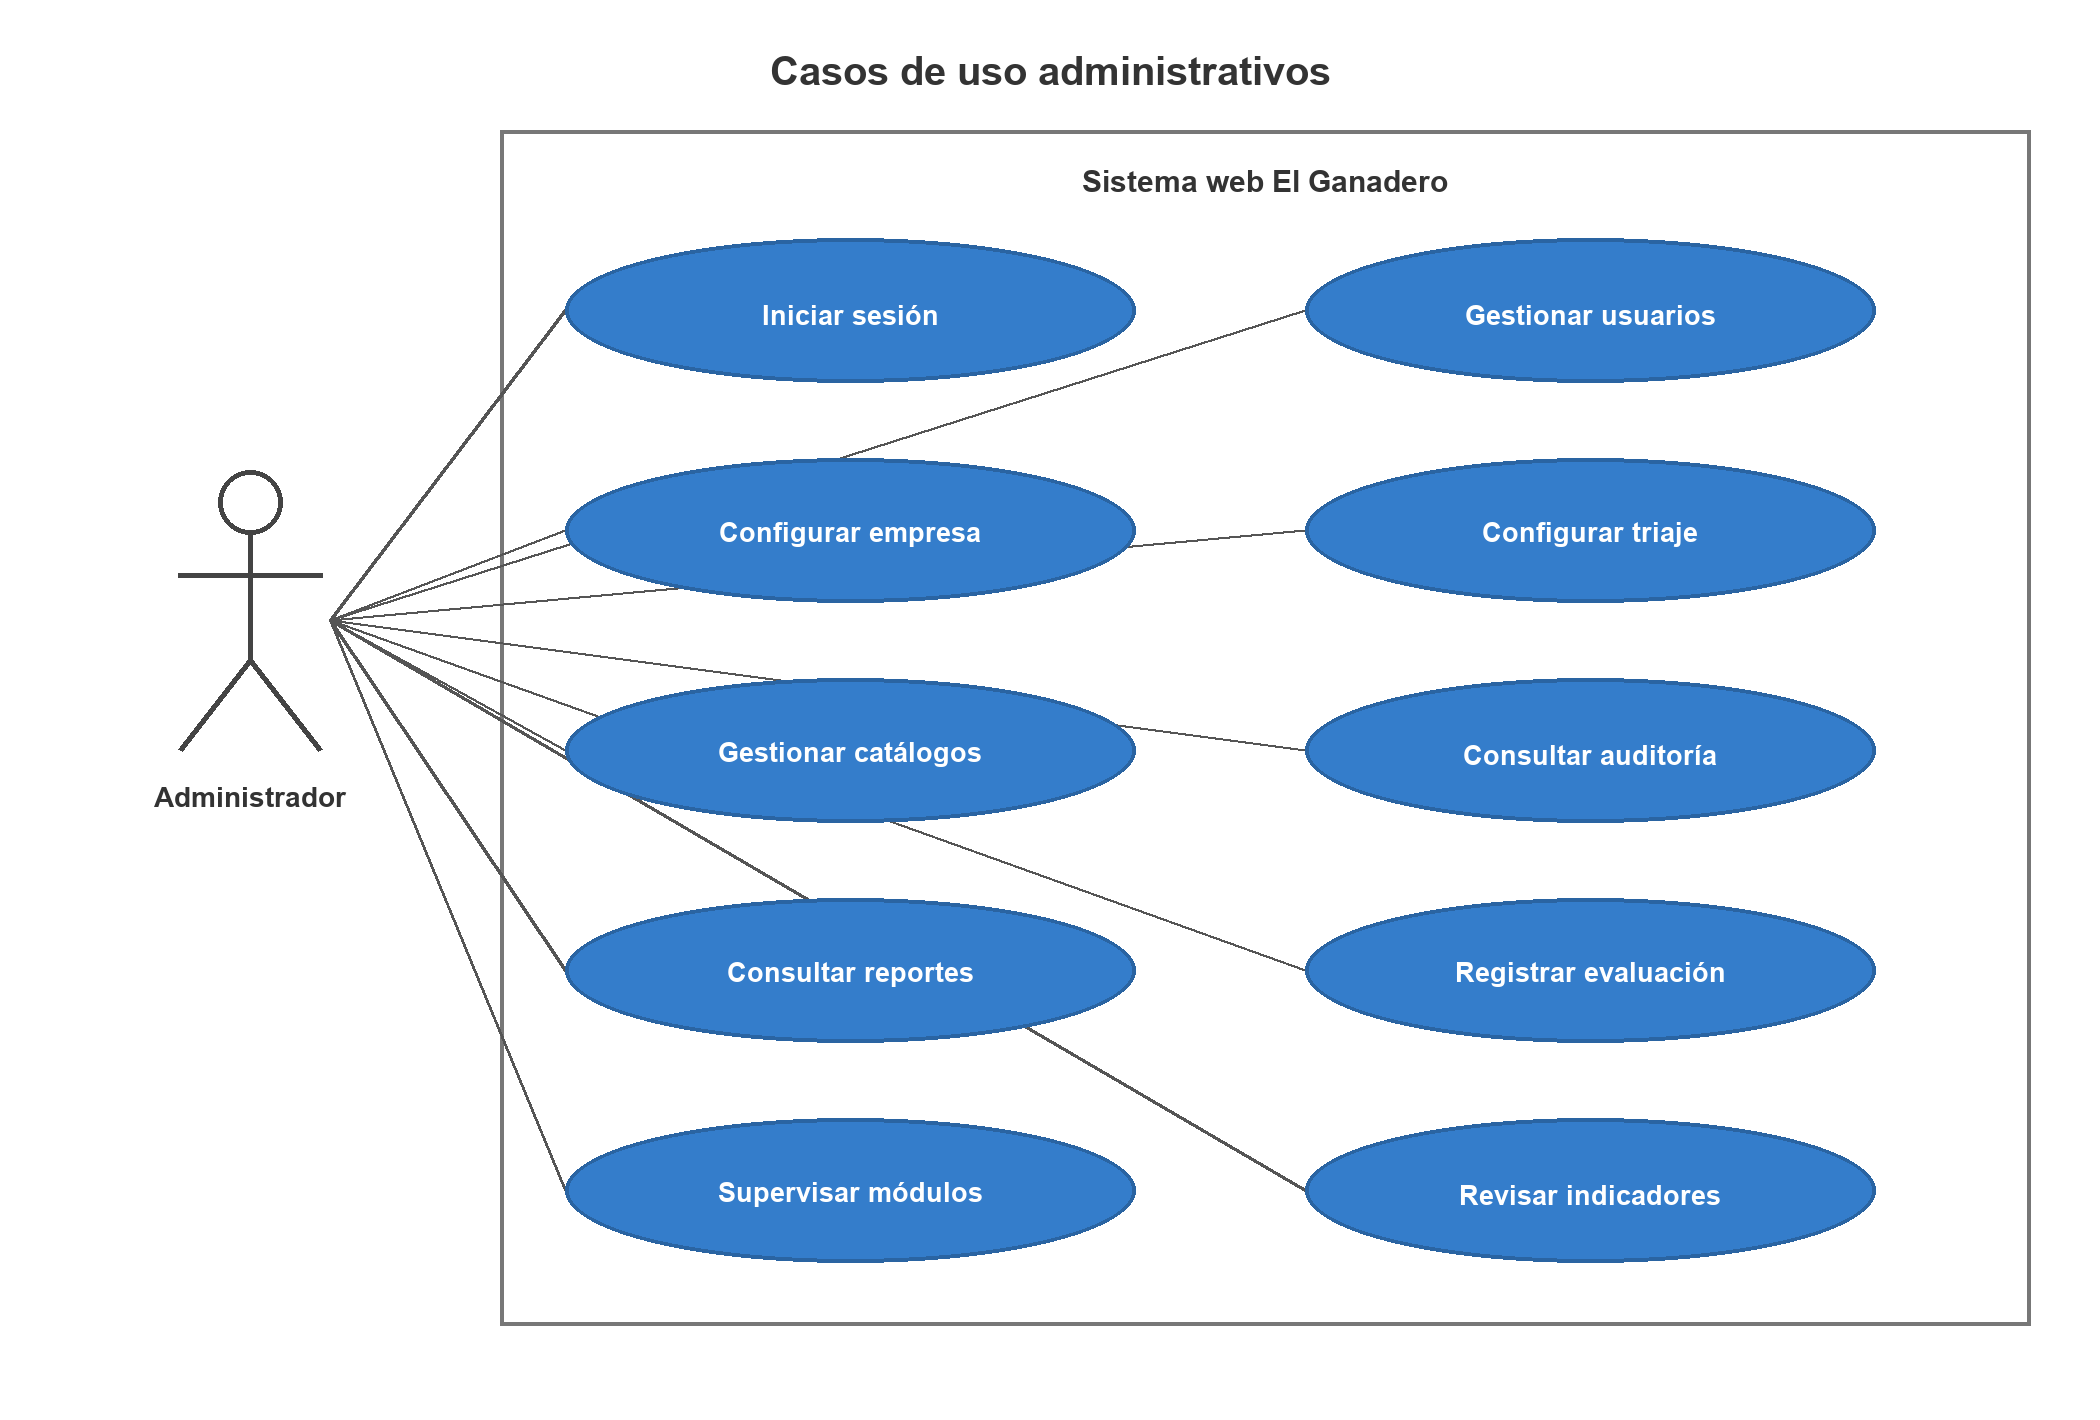 Casos de uso administrativos
Sistema web El Ganadero
Iniciar sesión
Gestionar usuarios
Configurar empresa
Configurar triaje
Gestionar catálogos
Consultar auditoría
Administrador
Consultar reportes
Registrar evaluación
Supervisar módulos
Revisar indicadores